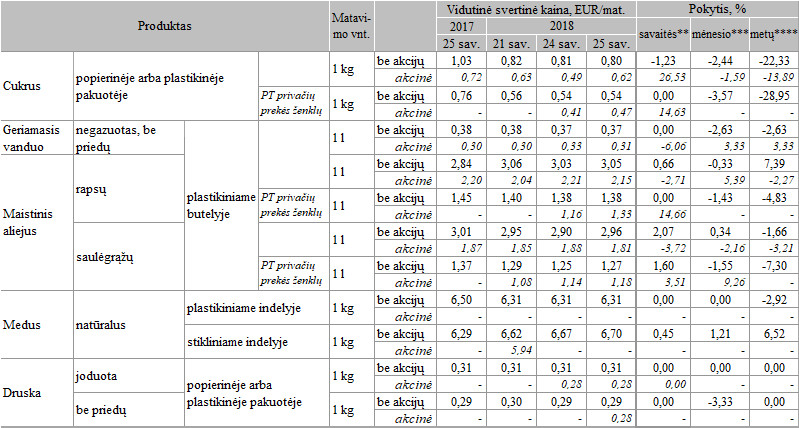 Produktas Matavi- Vidutinė svertinė kaina, EUR/mat. Pokytis, %
mo vnt. 2017 2018 savaitės** mėnesio*** metų****
25 sav. 21 sav. 24 sav. 25 sav.
Cukrus popierinėje arba plastikinėje pakuotėje 1 kg be akcijų 1,03 0,82 0,81 0,80 -1,23 -2,44 -22,33
akcinė 0,72 0,63 0,49 0,62 26,53 -1,59 -13,89
PT privačių prekės ženklų 1 kg be akcijų 0,76 0,56 0,54 0,54 0,00 -3,57 -28,95
akcinė - - 0,41 0,47 14,63 - -
Geriamasis vanduo negazuotas, be priedų plastikiniame butelyje 1 l be akcijų 0,38 0,38 0,37 0,37 0,00 -2,63 -2,63
akcinė 0,30 0,30 0,33 0,31 -6,06 3,33 3,33
Maistinis aliejus rapsų 1 l be akcijų 2,84 3,06 3,03 3,05 0,66 -0,33 7,39
akcinė 2,20 2,04 2,21 2,15 -2,71 5,39 -2,27
PT privačių prekės ženklų 1 l be akcijų 1,45 1,40 1,38 1,38 0,00 -1,43 -4,83
akcinė - - 1,16 1,33 14,66 - -
saulėgrąžų 1 l be akcijų 3,01 2,95 2,90 2,96 2,07 0,34 -1,66
akcinė 1,87 1,85 1,88 1,81 -3,72 -2,16 -3,21
PT privačių prekės ženklų 1 l be akcijų 1,37 1,29 1,25 1,27 1,60 -1,55 -7,30
akcinė - 1,08 1,14 1,18 3,51 9,26 -
Medus natūralus plastikiniame indelyje 1 kg be akcijų 6,50 6,31 6,31 6,31 0,00 0,00 -2,92
akcinė - - - - - - -
stikliniame indelyje 1 kg be akcijų 6,29 6,62 6,67 6,70 0,45 1,21 6,52
akcinė - 5,94 - - - - -
Druska joduota popierinėje arba plastikinėje pakuotėje 1 kg be akcijų 0,31 0,31 0,31 0,31 0,00 0,00 0,00
akcinė - - 0,28 0,28 0,00 - -
be priedų 1 kg be akcijų 0,29 0,30 0,29 0,29 0,00 -3,33 0,00
akcinė - - - 0,28 - - -